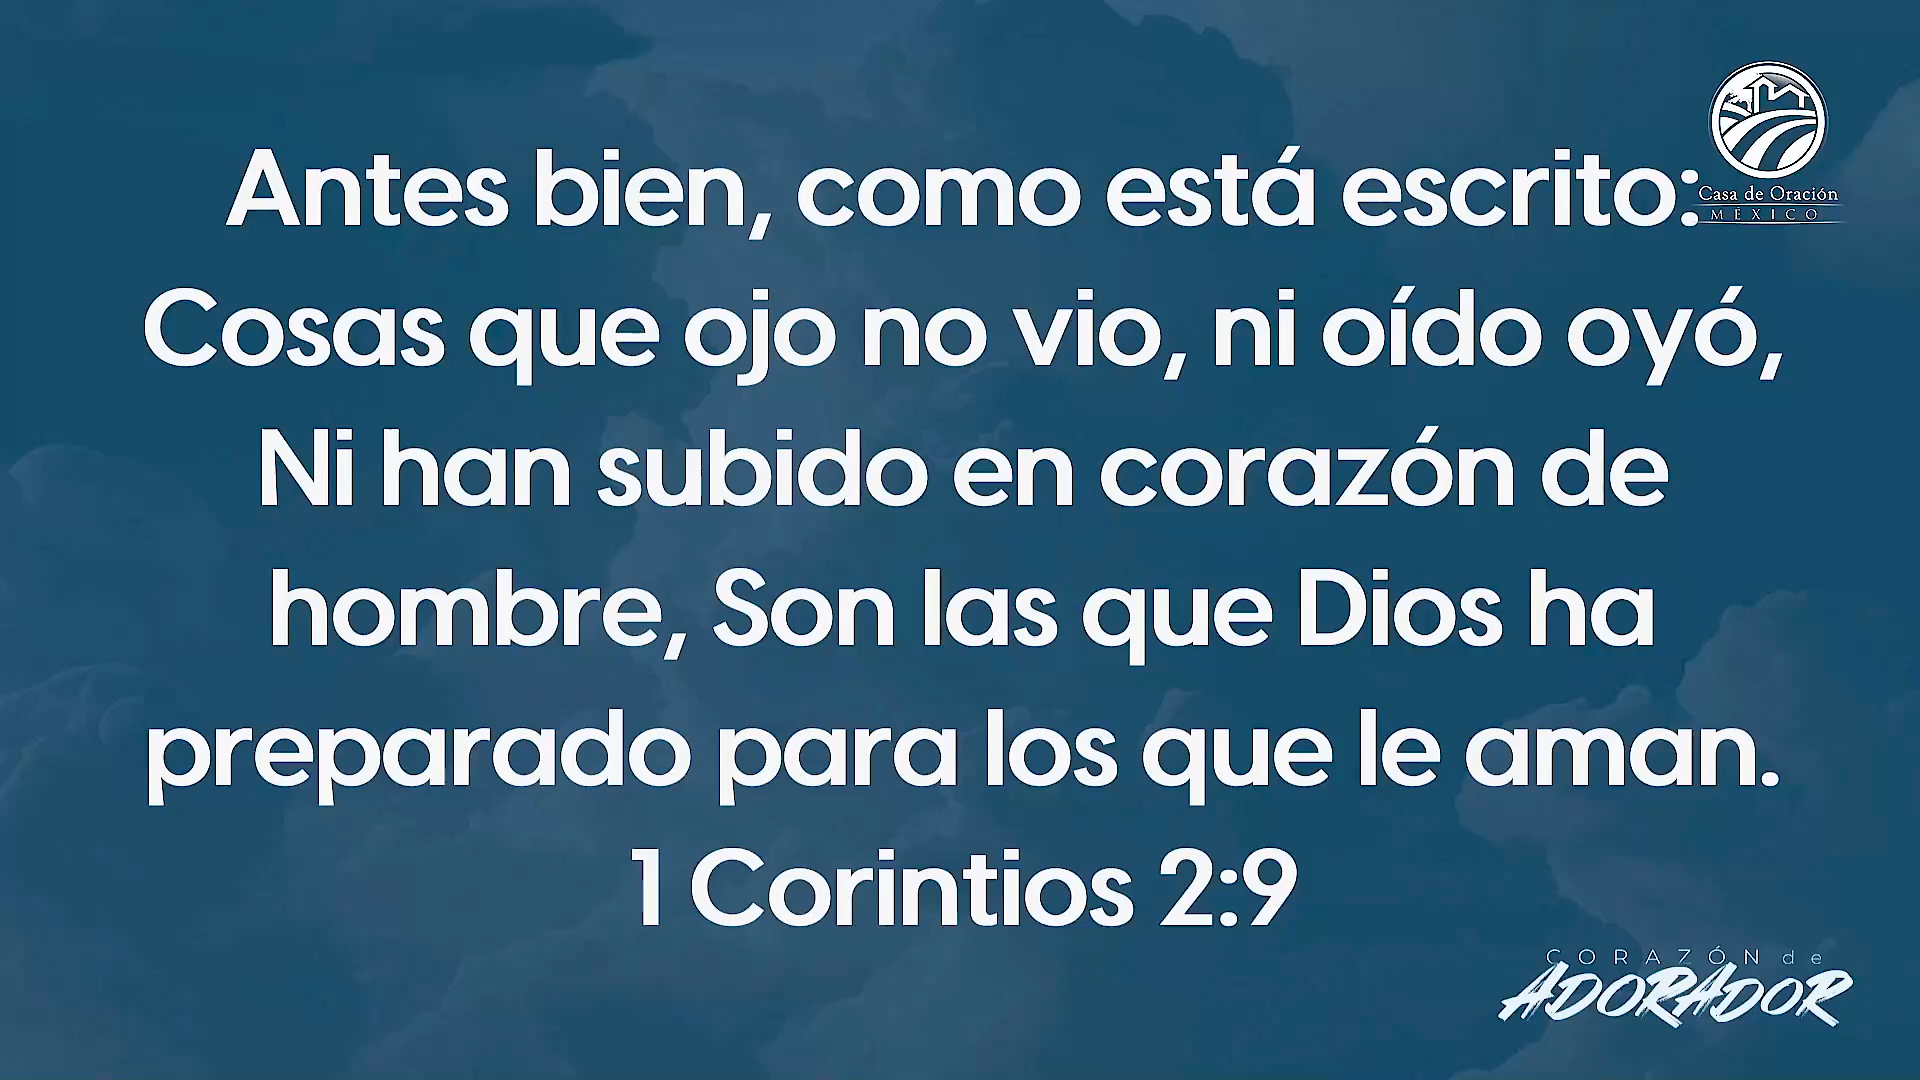 Antes bien, como está escrito:
Casa de Oración
MÉXICO
Cosas que ojo no vio, ni oído oyó,
Ni han subido en corazón de
hombre, Son las que Dios ha
preparado para los que le aman.
1 Corintios 2:9
CORAZÓN de
ADORADOR